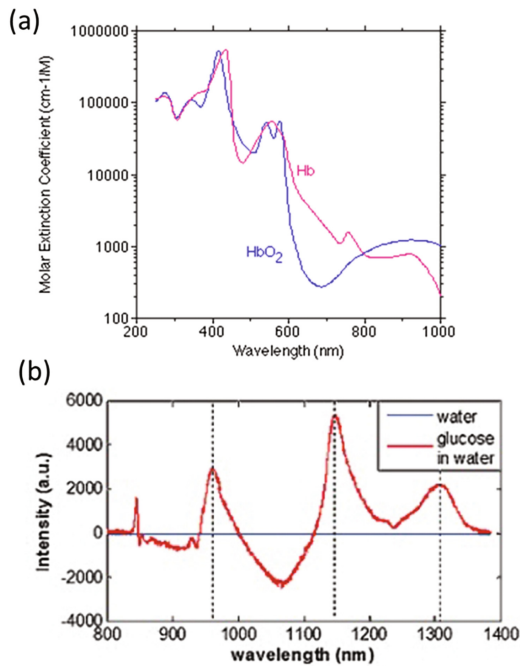 (a)
Molar Extinction Coefficient (cm-1M)
1000000
100000
10000
1000
100
Hb
HbO2
200 400 600 800 1000
Wavelength (nm)
(b)
Intensity (a.u.)
6000
4000
2000
0
-2000
-4000
water
glucose
in water
800 900 1000 1100 1200 1300 1400
wavelength (nm)